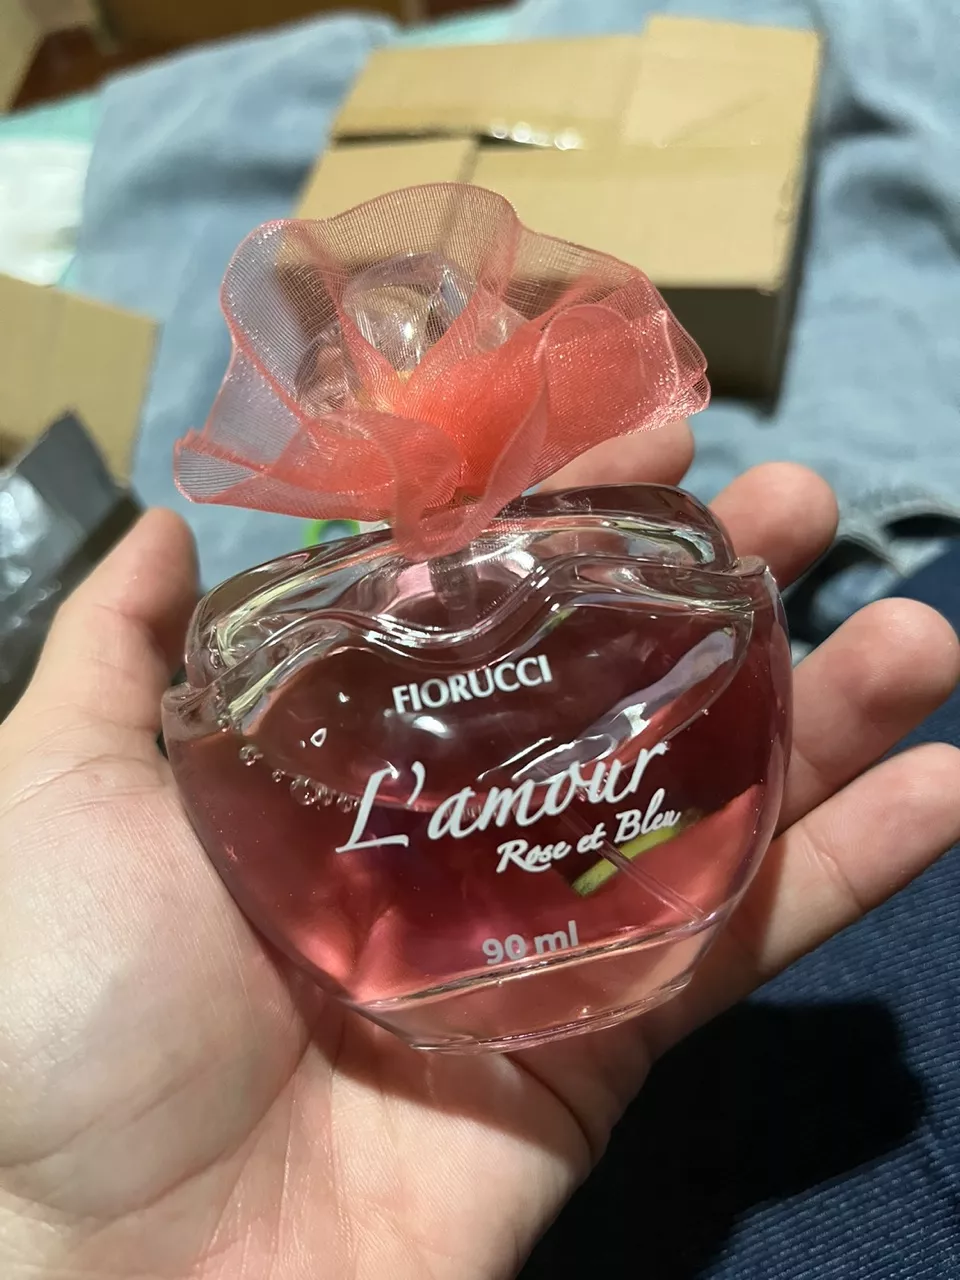 FIORUCCI
L'amour
Rose et Bleu
90 ml